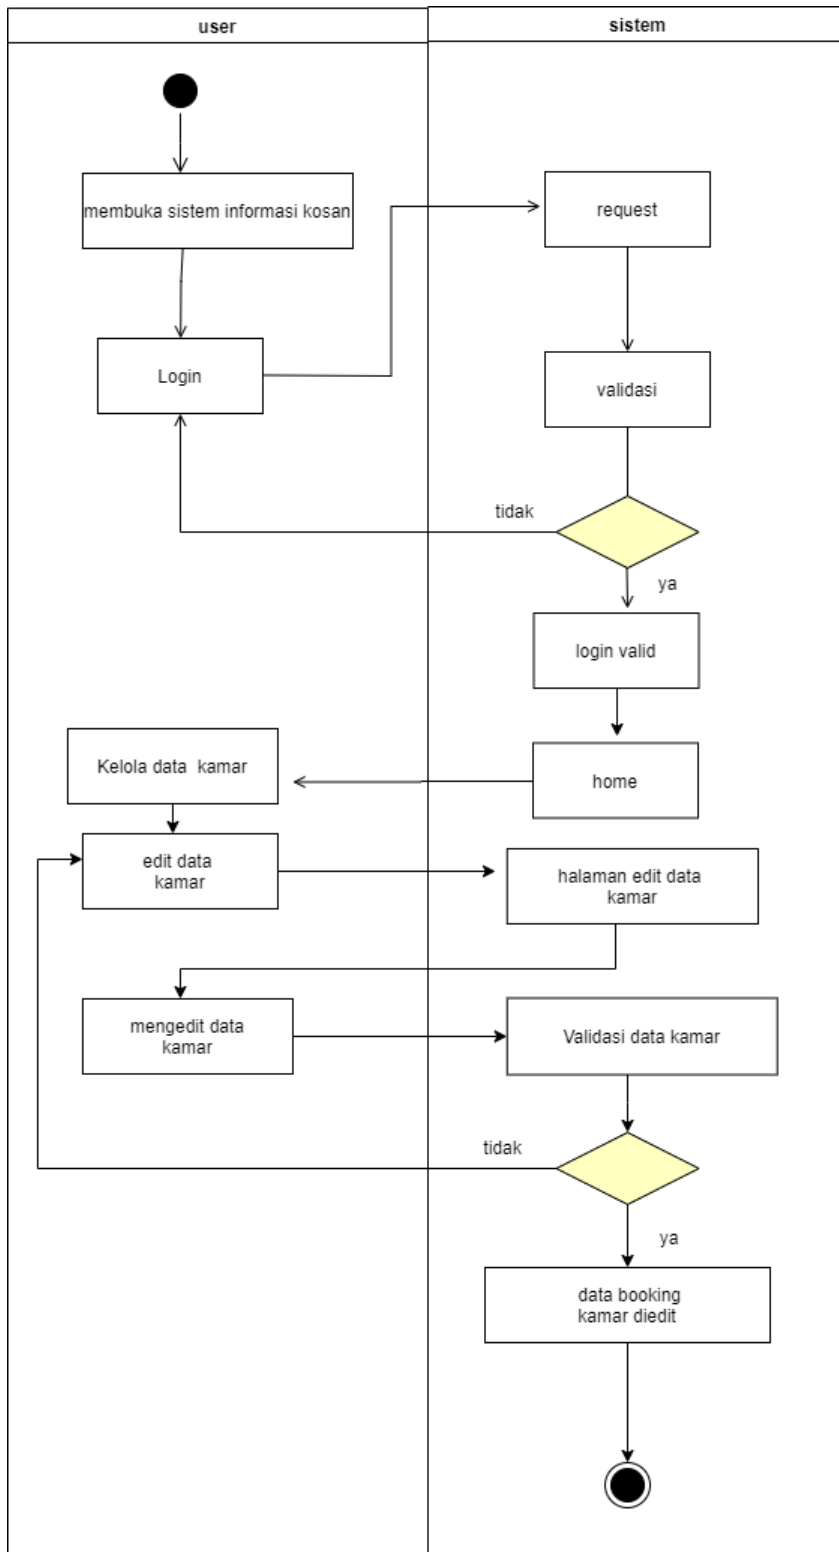 user
sistem
membuka sistem informasi kosan
request
Login
validasi
tidak
ya
login valid
Kelola data kamar
home
edit data
kamar
halaman edit data
kamar
mengedit data
kamar
Validasi data kamar
tidak
ya
data booking
kamar diedit